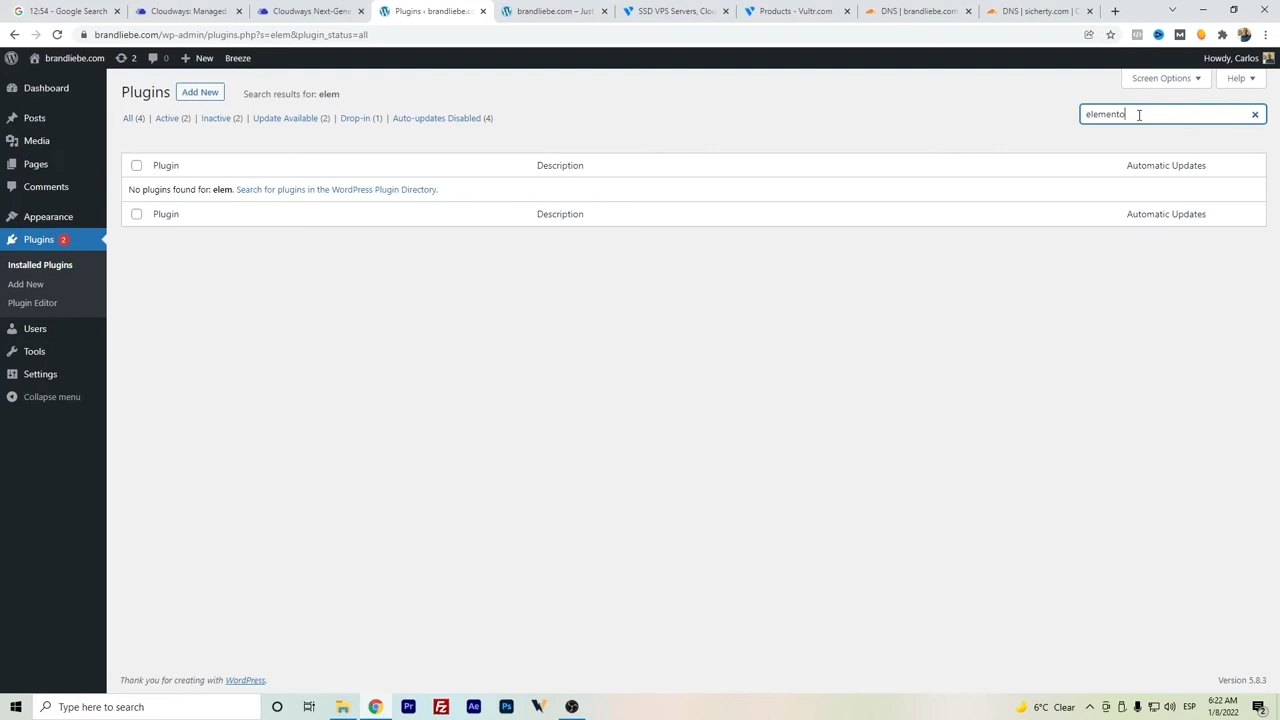 12:54 - Google Search
Cloudways: Managed
Cloudways Next-Gene
Plugins ‹ brandliebe.com
brandliebe.com – Just
SSD VPS Servers, Clou
Products - Vultr.com
DNS | brandliebe.com
DNS | sicherty.com | C
brandliebe.com/wp-admin/plugins.php?s=elem&plugin_status=all
brandliebe.com
2
0
New
Breeze
Howdy, Carlos
Dashboard
Posts
Media
Pages
Comments
Appearance
Plugins 2
Installed Plugins
Add New
Plugin Editor
Users
Tools
Settings
Collapse menu
Screen Options
Help
Plugins
Add New
Search results for: elem
All (4) | Active (2) | Inactive (2) | Update Available (2) | Drop-in (1) | Auto-updates Disabled (4)
elemento
Plugin
Description
Automatic Updates
No plugins found for: elem. Search for plugins in the WordPress Plugin Directory.
Plugin
Description
Automatic Updates
Thank you for creating with WordPress.
Version 5.8.3
Type here to search
Pr
Fz
Ae
Ps
6°C Clear
ESP
6:22 AM
1/8/2022
2